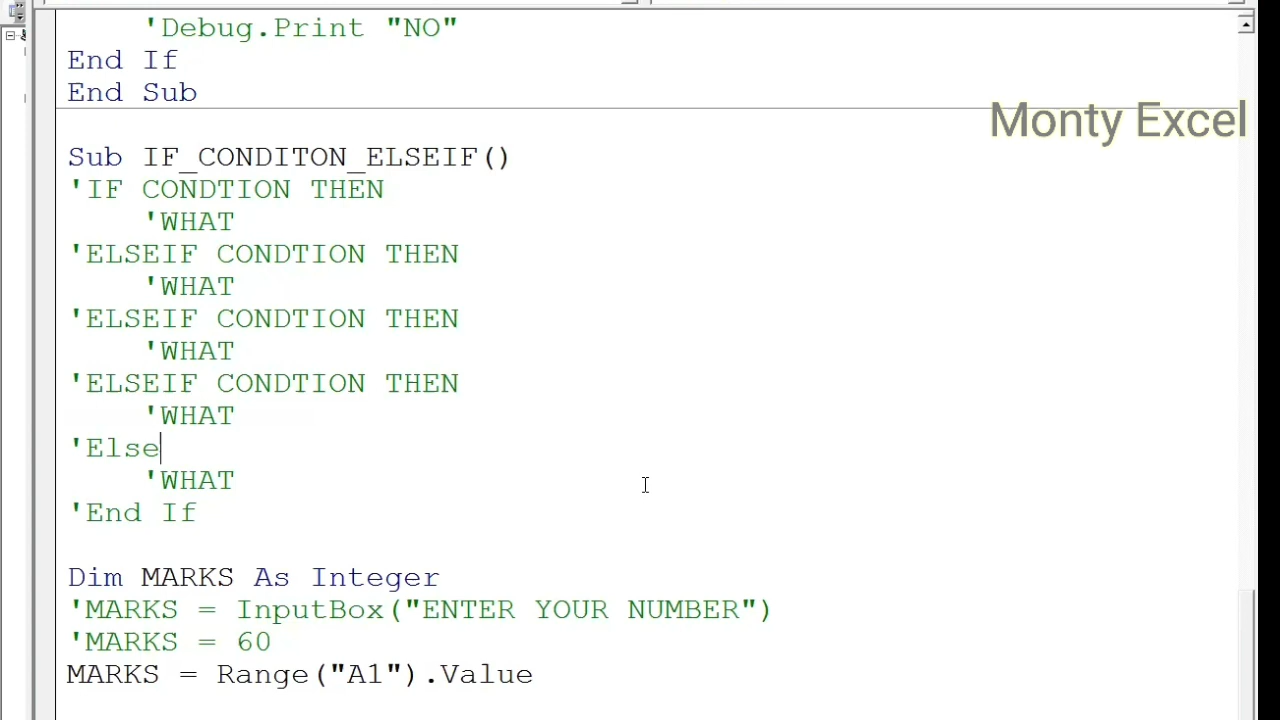 'Debug.Print "NO"
End If
End Sub
Monty Excel
Sub IF_CONDITON_ELSEIF()
'IF CONDTION THEN
'WHAT
'ELSEIF CONDTION THEN
'WHAT
'ELSEIF CONDTION THEN
'WHAT
'ELSEIF CONDTION THEN
'WHAT
'Else
'WHAT
'End If
Dim MARKS As Integer
'MARKS = InputBox("ENTER YOUR NUMBER")
'MARKS = 60
MARKS = Range("A1").Value